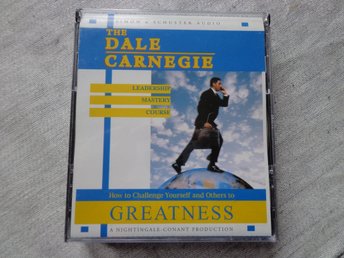 SIMON & SCHUSTER AUDIO
THE
DALE
CARNEGIE
LEADERSHIP
MASTERY
COURSE
How to Challenge Yourself and Others to
GREATNESS
A NIGHTINGALE-CONANT PRODUCTION